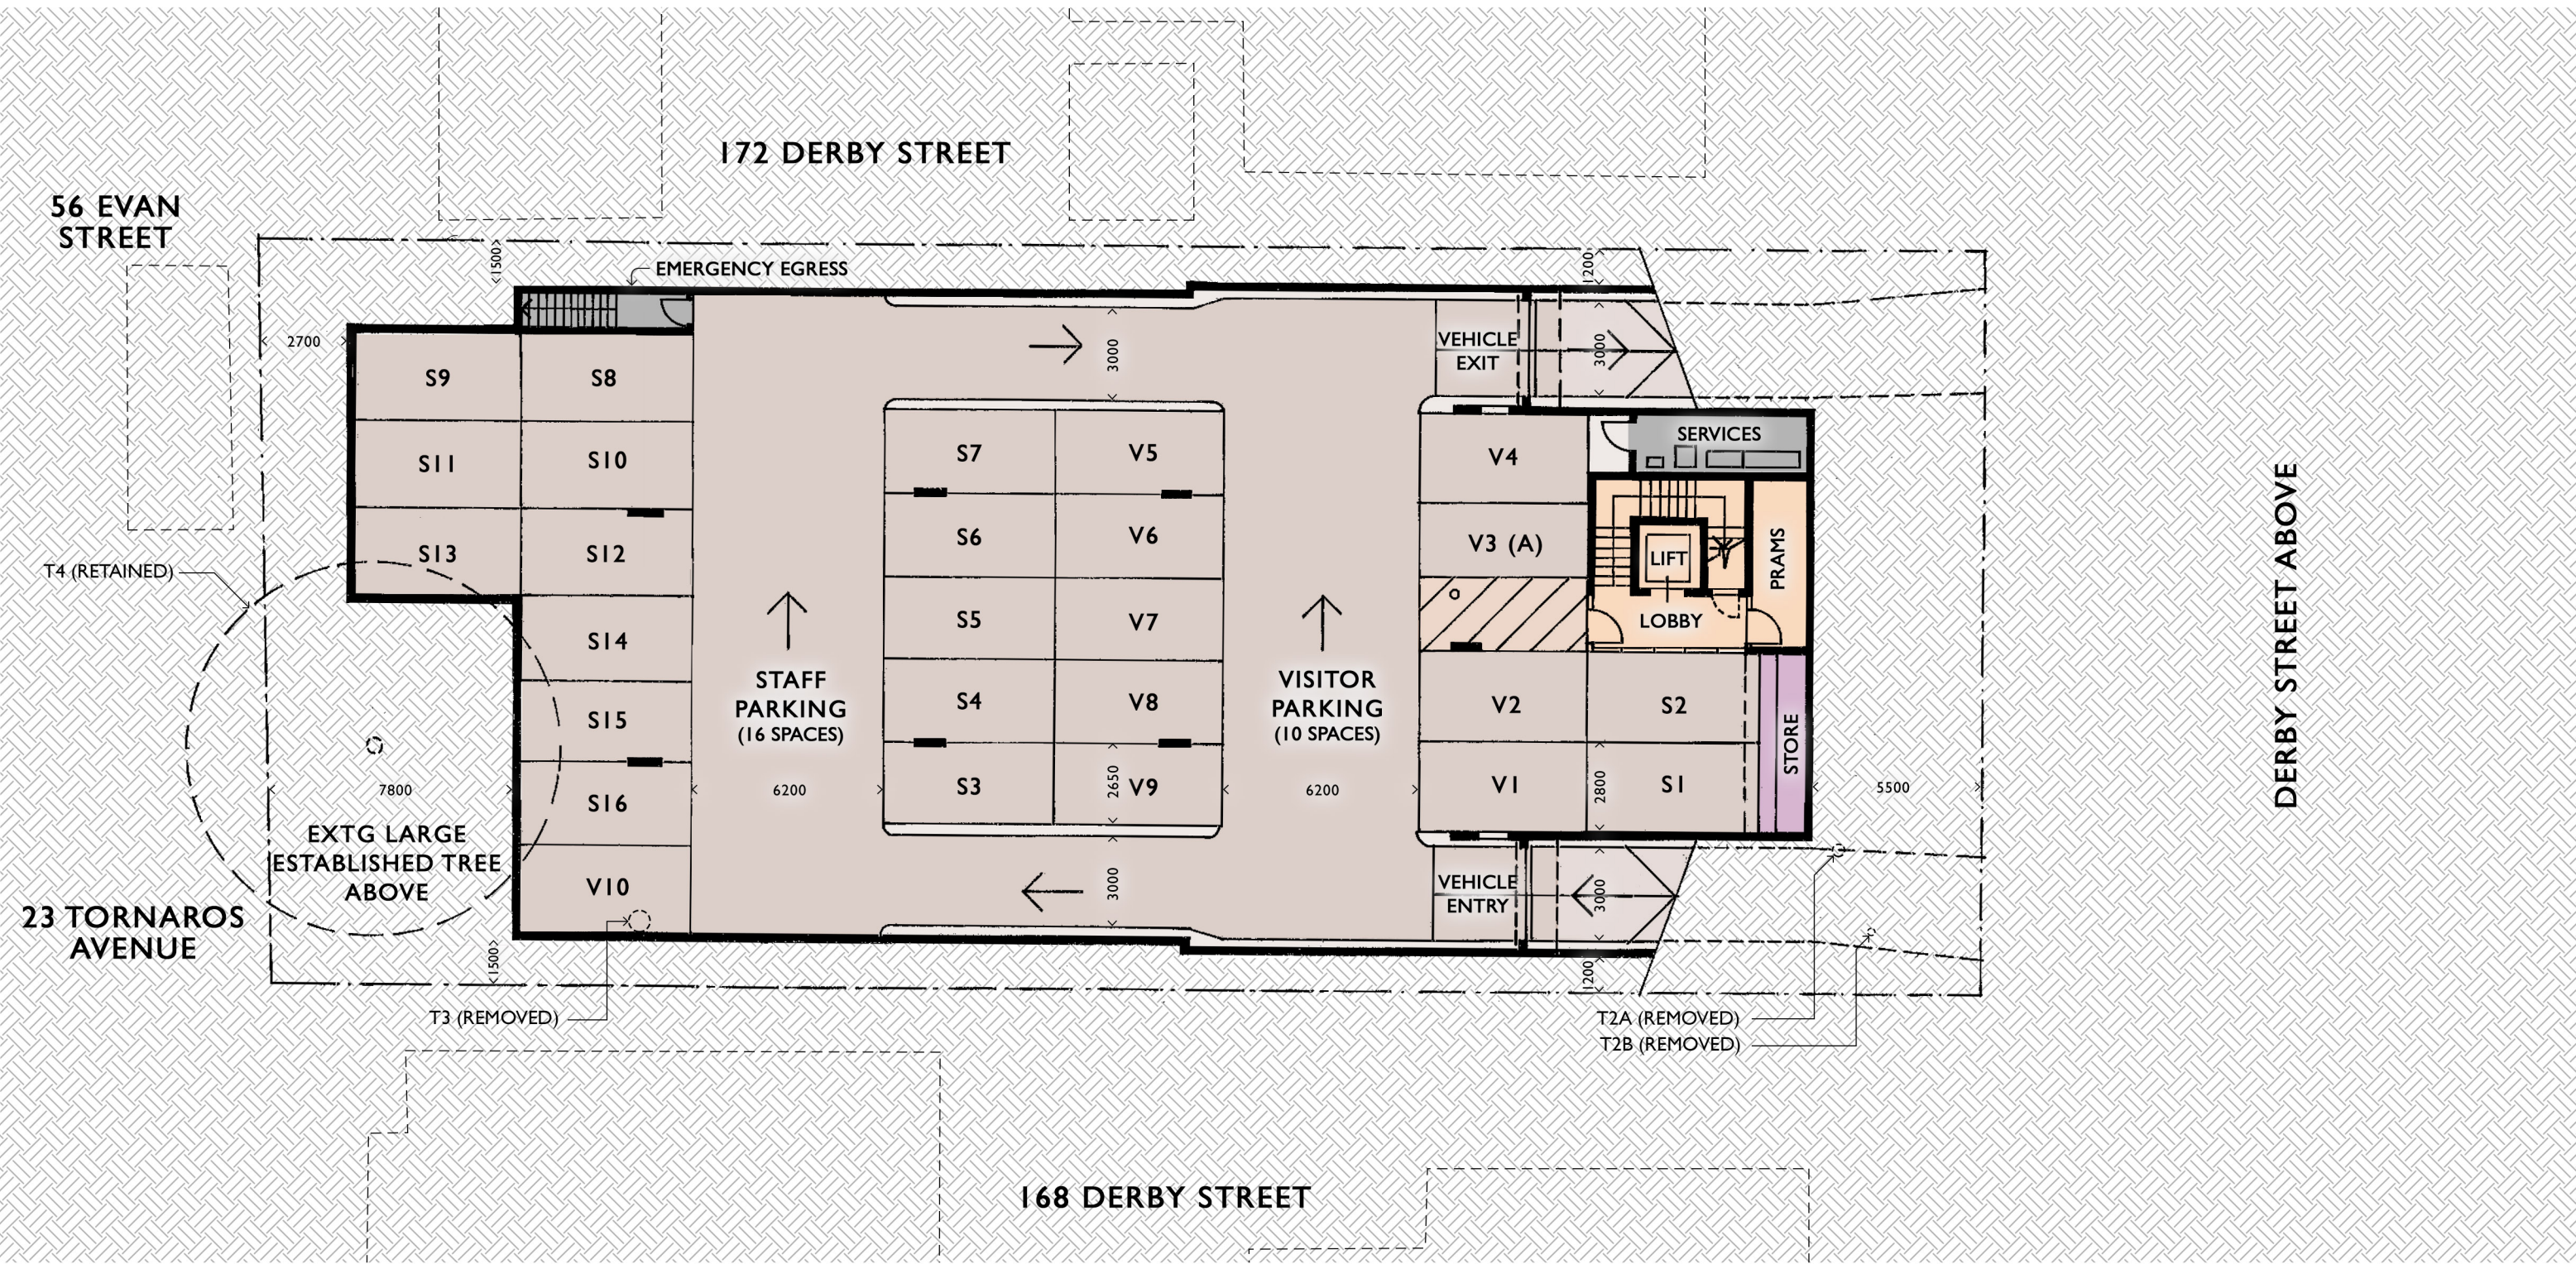 172 DERBY STREET
56 EVAN
STREET
1500
EMERGENCY EGRESS
1200
2700
3000
VEHICLE
EXIT
3000
S9
S8
S11
S10
S13
S12
S14
S15
S16
V10
S7
V5
S6
V6
S5
V7
S4
V8
S3
V9
2650
V4
V3 (A)
V2
S2
V1
S1
2800
SERVICES
LIFT
LOBBY
PRAMS
STORE
T4 (RETAINED)
STAFF
PARKING
(16 SPACES)
VISITOR
PARKING
(10 SPACES)
7800
6200
6200
5500
DERBY STREET ABOVE
EXTG LARGE
ESTABLISHED TREE
ABOVE
23 TORNAROS
AVENUE
3000
VEHICLE
ENTRY
3000
1500
1200
T3 (REMOVED)
T2A (REMOVED)
T2B (REMOVED)
168 DERBY STREET